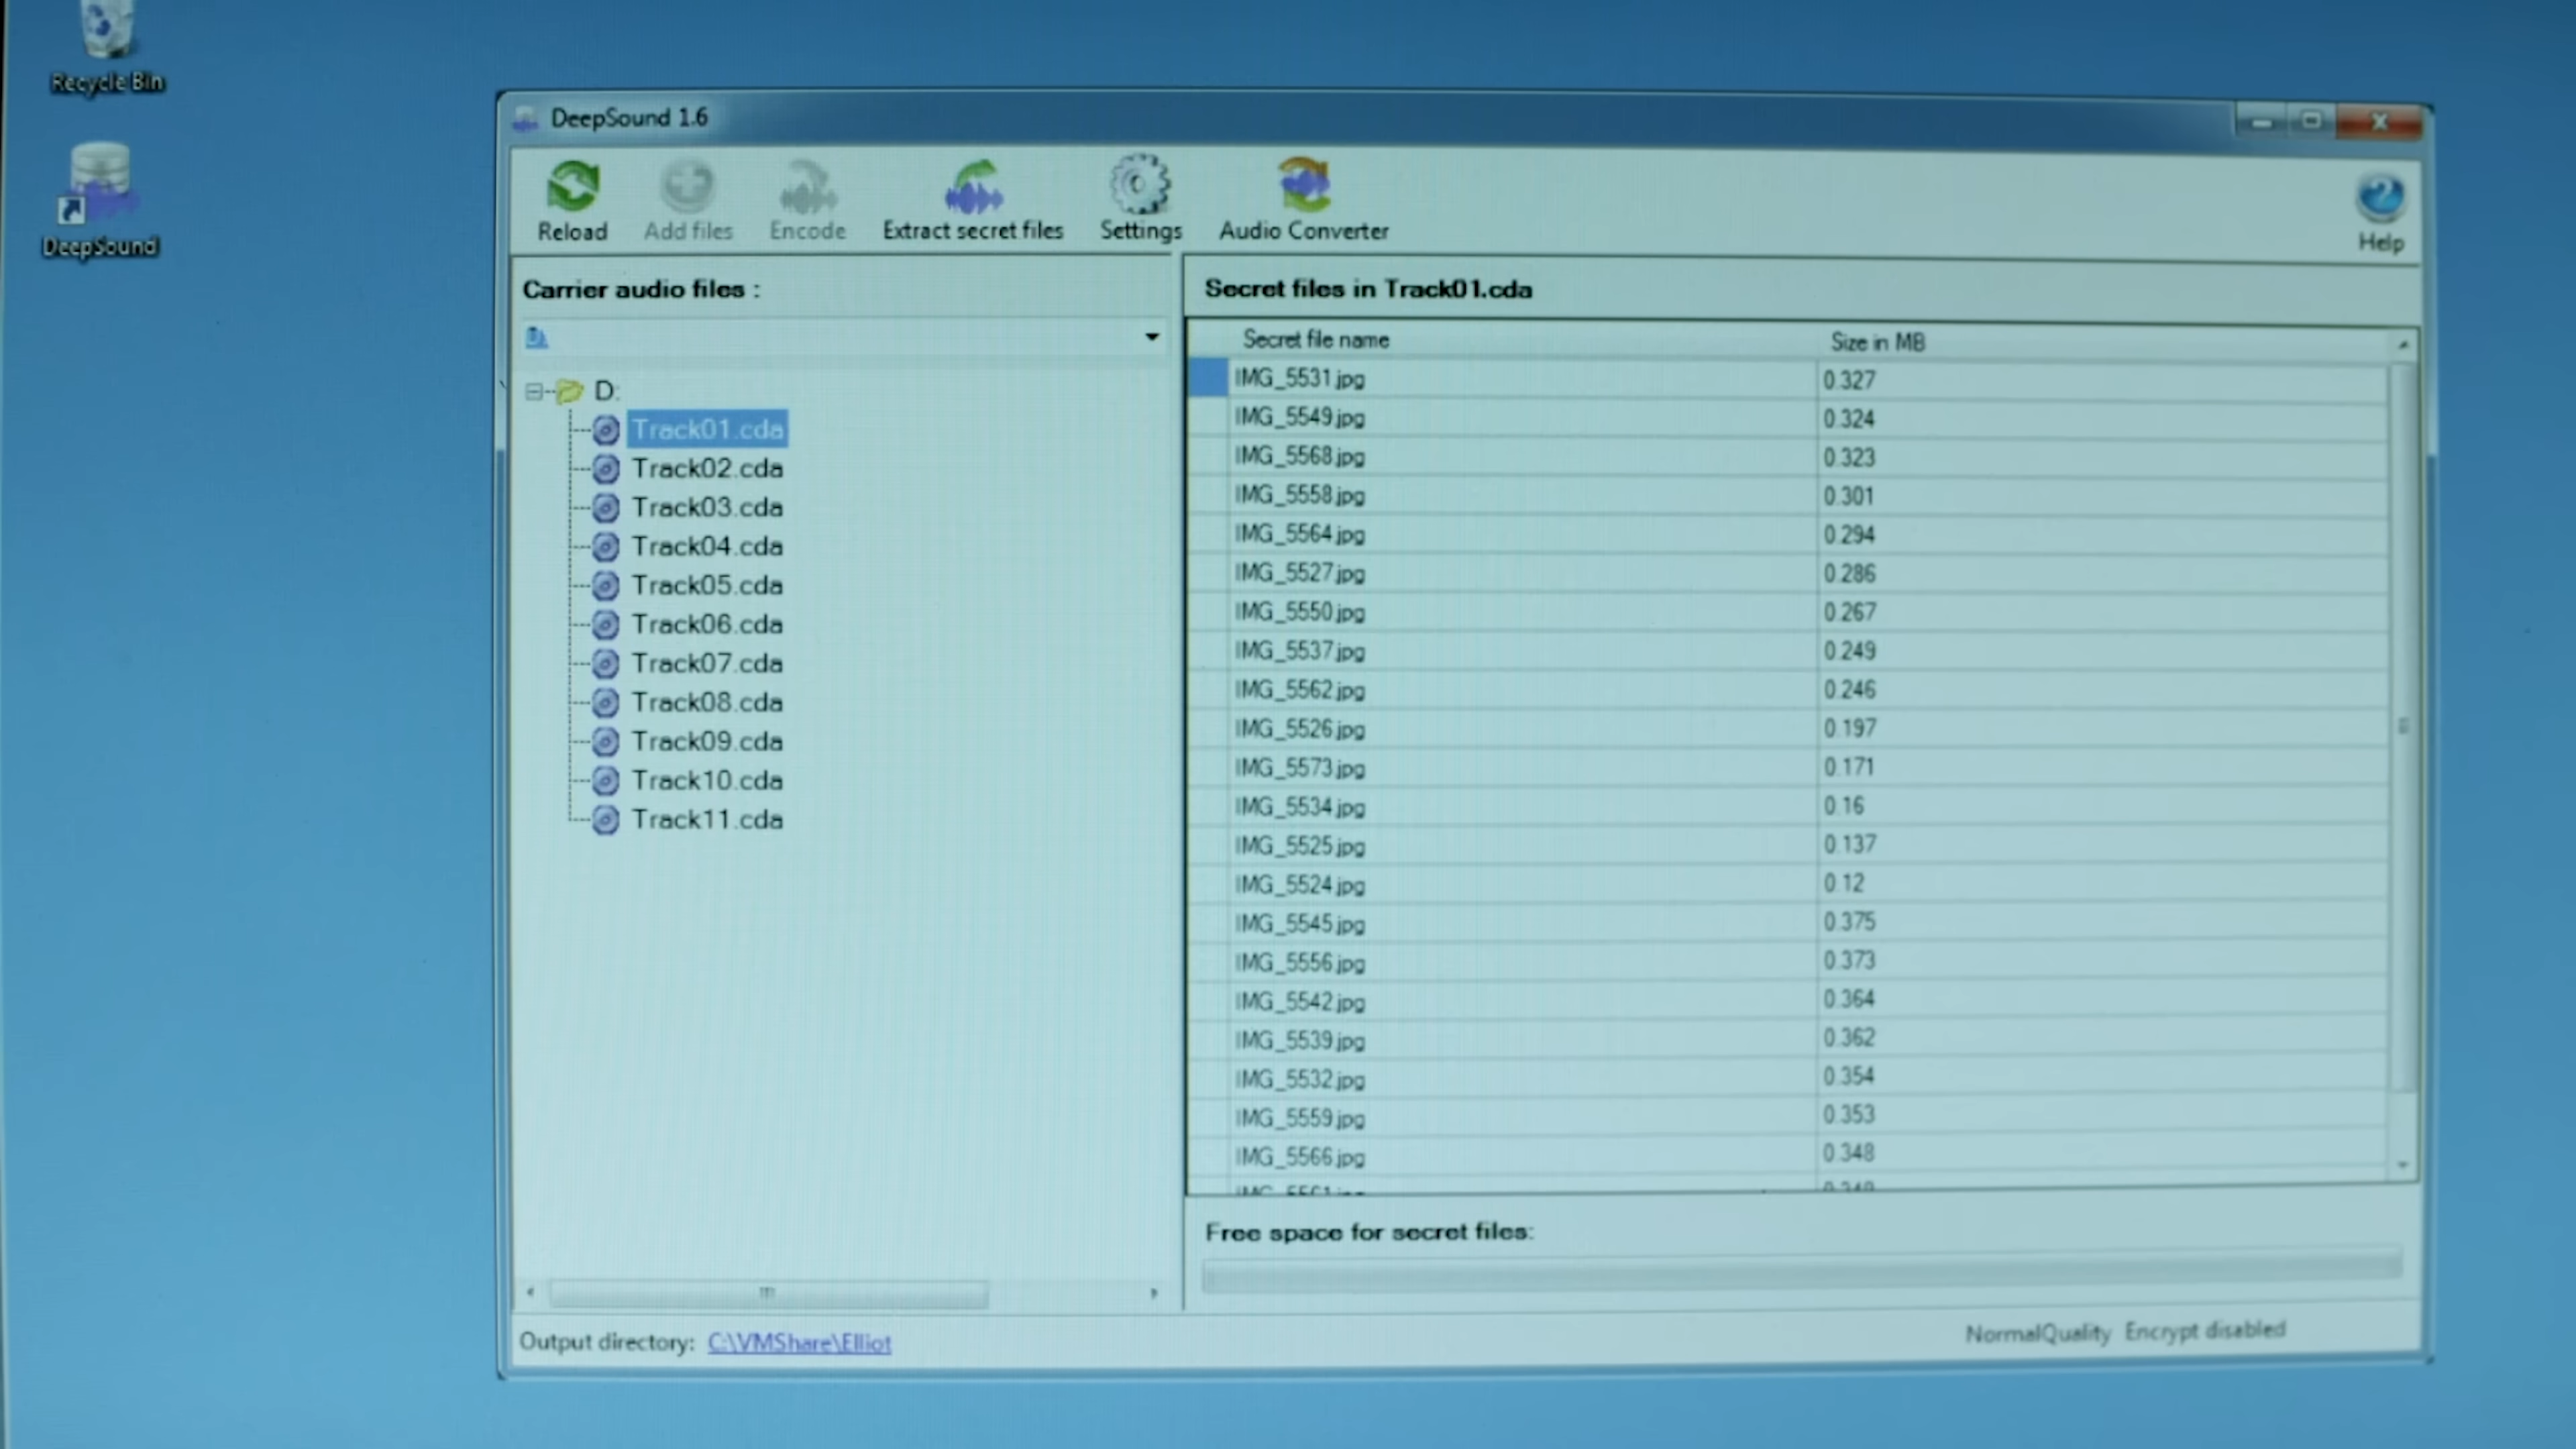 Recycle Bin
DeepSound
DeepSound 1.6
Reload
Add files
Encode
Extract secret files
Settings
Audio Converter
Help
Carrier audio files :
D:
Track01.cda
Track02.cda
Track03.cda
Track04.cda
Track05.cda
Track06.cda
Track07.cda
Track08.cda
Track09.cda
Track10.cda
Track11.cda
Secret files in Track01.cda
Secret file name Size in MB
IMG_5531.jpg 0.327
IMG_5549.jpg 0.324
IMG_5568.jpg 0.323
IMG_5558.jpg 0.301
IMG_5564.jpg 0.294
IMG_5527.jpg 0.286
IMG_5550.jpg 0.267
IMG_5537.jpg 0.249
IMG_5562.jpg 0.246
IMG_5526.jpg 0.197
IMG_5573.jpg 0.171
IMG_5534.jpg 0.16
IMG_5525.jpg 0.137
IMG_5524.jpg 0.12
IMG_5545.jpg 0.375
IMG_5556.jpg 0.373
IMG_5542.jpg 0.364
IMG_5539.jpg 0.362
IMG_5532.jpg 0.354
IMG_5559.jpg 0.353
IMG_5566.jpg 0.348
Free space for secret files:
Output directory: C:\VMShare\Elliot
NormalQuality Encrypt disabled